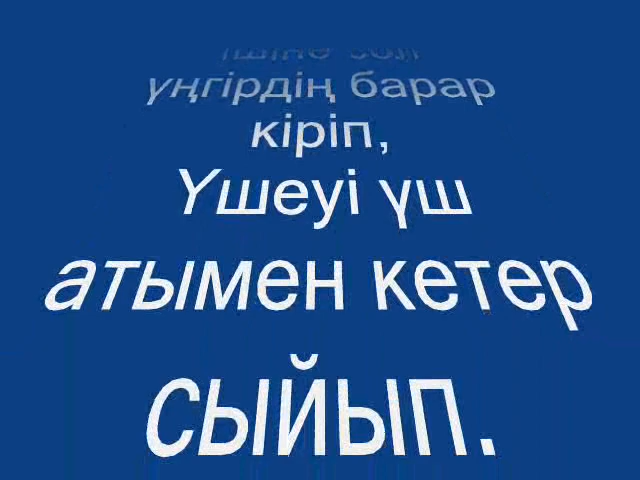 үңгірдің барар
кіріп,
Үшеуі үш
атымен кетер
сыйып.